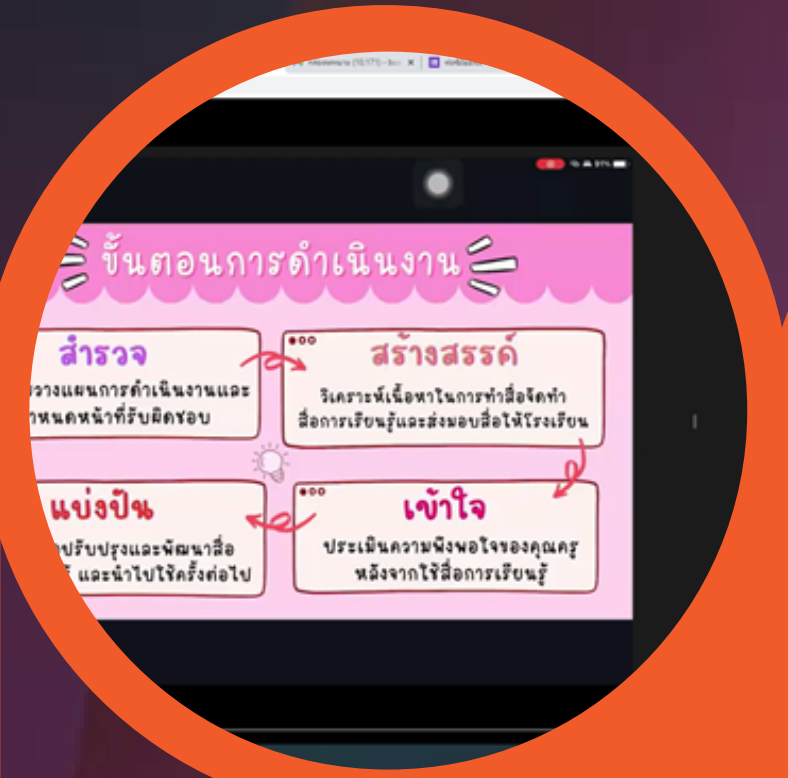 ขั้นตอนการดำเนินงาน
สำรวจ
วางแผนการดำเนินงานและ
หน้าที่รับผิดชอบ
สร้างสรรค์
วิเคราะห์เนื้อหาในการทำสื่อจัดทำ
สื่อการเรียนรู้และส่งมอบสื่อให้โรงเรียน
แบ่งปัน
ปรับปรุงและพัฒนาสื่อ
และนำไปใช้ครั้งต่อไป
เข้าใจ
ประเมินความพึงพอใจของคุณครู
หลังจากใช้สื่อการเรียนรู้